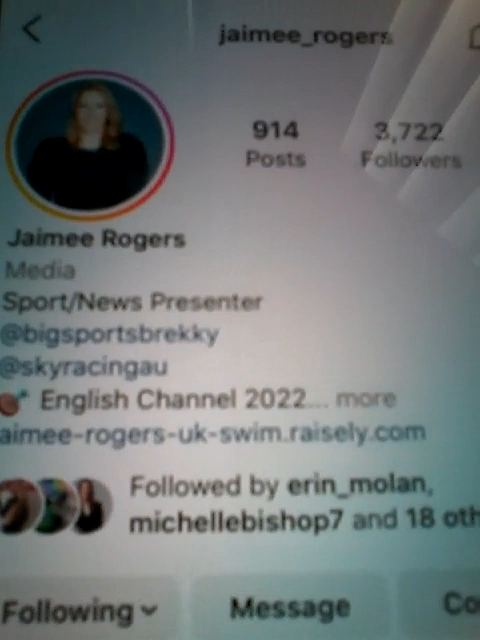 jaimee_rogers
914
Posts
3,722
Followers
Jaimee Rogers
Media
Sport/News Presenter
@bigsportsbrekky
@skyracingau
English Channel 2022... more
aimee-rogers-uk-swim.raisely.com
Followed by erin_molan,
michellebishop7 and 18 oth
Following
Message
Co